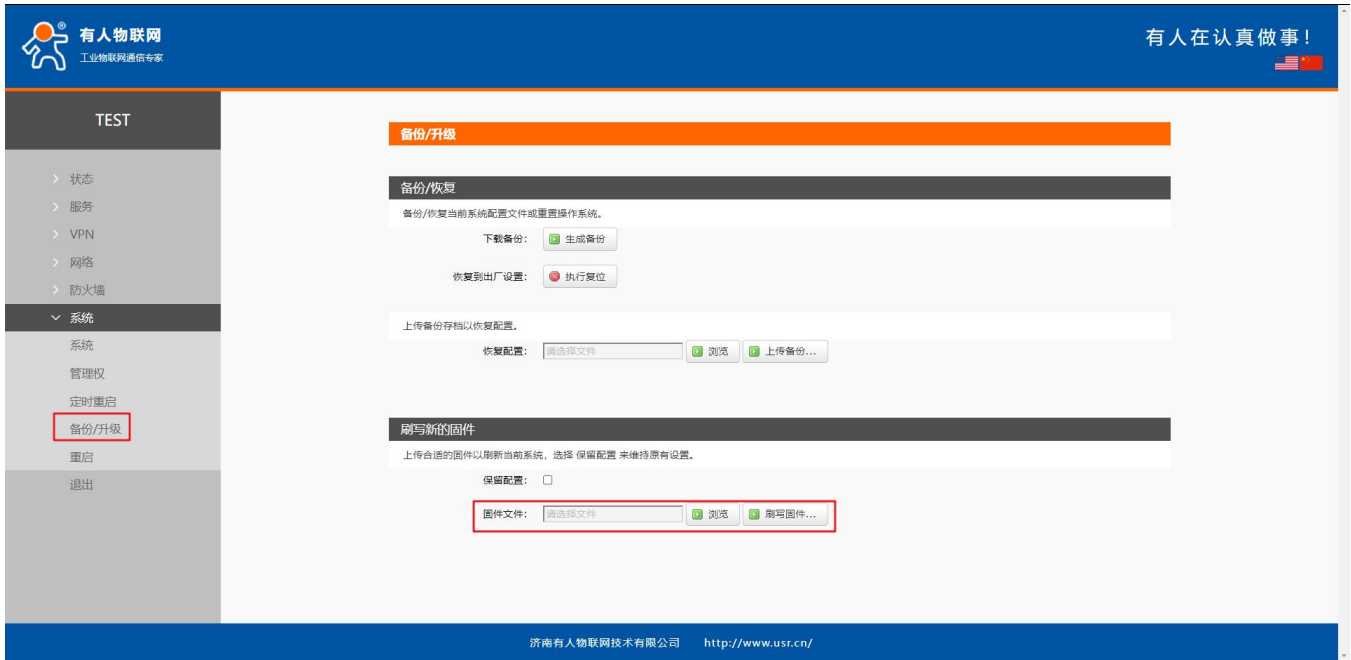 有人物联网
工业物联网通信专家
有人在认真做事！
TEST
状态
服务
VPN
网络
防火墙
系统
系统
管理权
定时重启
备份/升级
重启
退出
备份/升级
备份/恢复
备份/恢复当前系统配置文件或重置操作系统。
下载备份： 生成备份
恢复到出厂设置： 执行复位
上传备份存档以恢复配置。
恢复配置： 请选择文件 浏览 上传备份...
刷写新的固件
上传合适的固件以刷新当前系统，选择 保留配置 来维持原有设置。
保留配置：
固件文件： 请选择文件 浏览 刷写固件...
济南有人物联网技术有限公司 http://www.usr.cn/